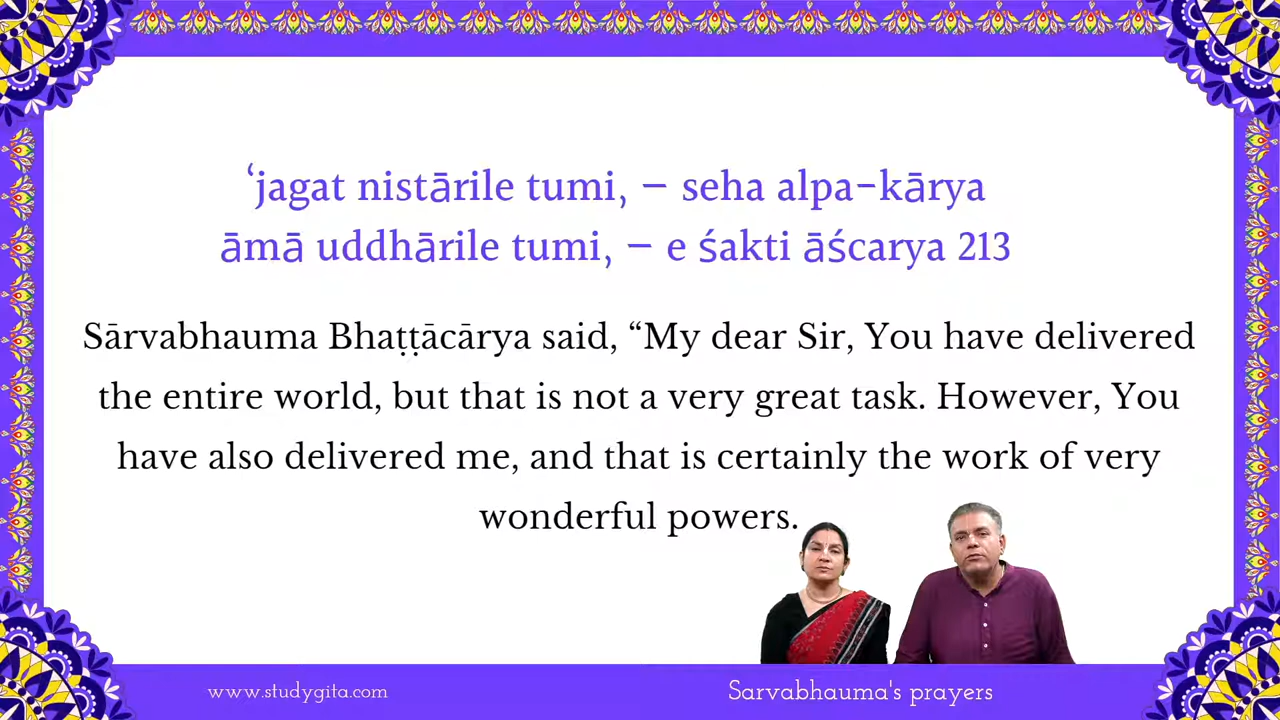 ‘jagat nistārile tumi, – seha alpa-kārya
āmā uddhārile tumi, – e śakti āścarya 213
Sārvabhauma Bhaṭṭācārya said, “My dear Sir, You have delivered
the entire world, but that is not a very great task. However, You
have also delivered me, and that is certainly the work of very
wonderful powers.
www.studygita.com
Sarvabhauma's prayers